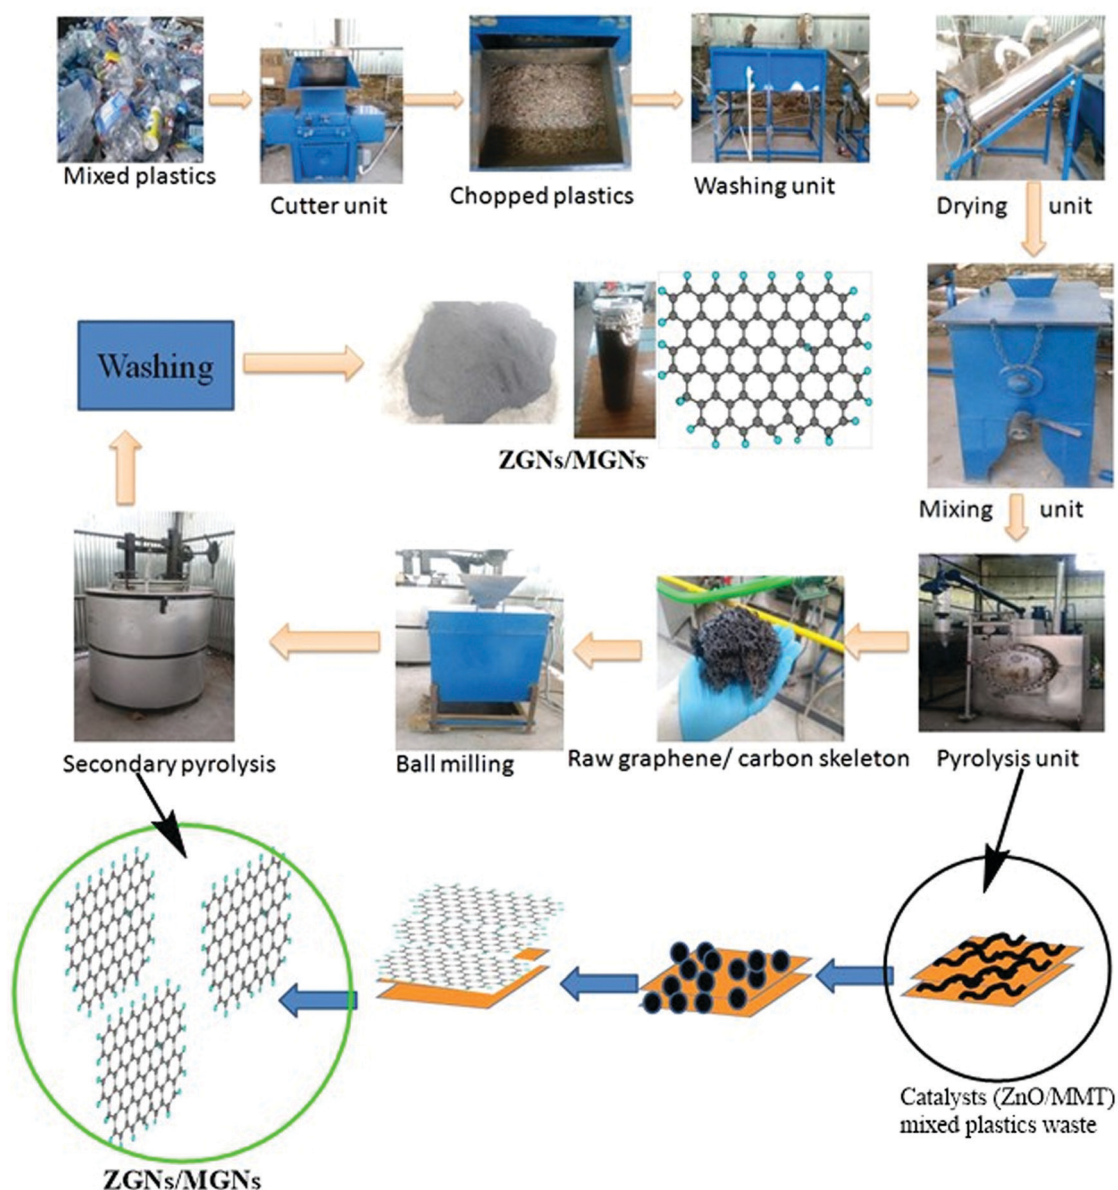 Mixed plastics
Cutter unit
Chopped plastics
Washing unit
Drying unit
Washing
ZGNs/MGNs
Mixing unit
Secondary pyrolysis
Ball milling
Raw graphene/ carbon skeleton
Pyrolysis unit
Catalysts (ZnO/MMT)
mixed plastics waste
ZGNs/MGNs